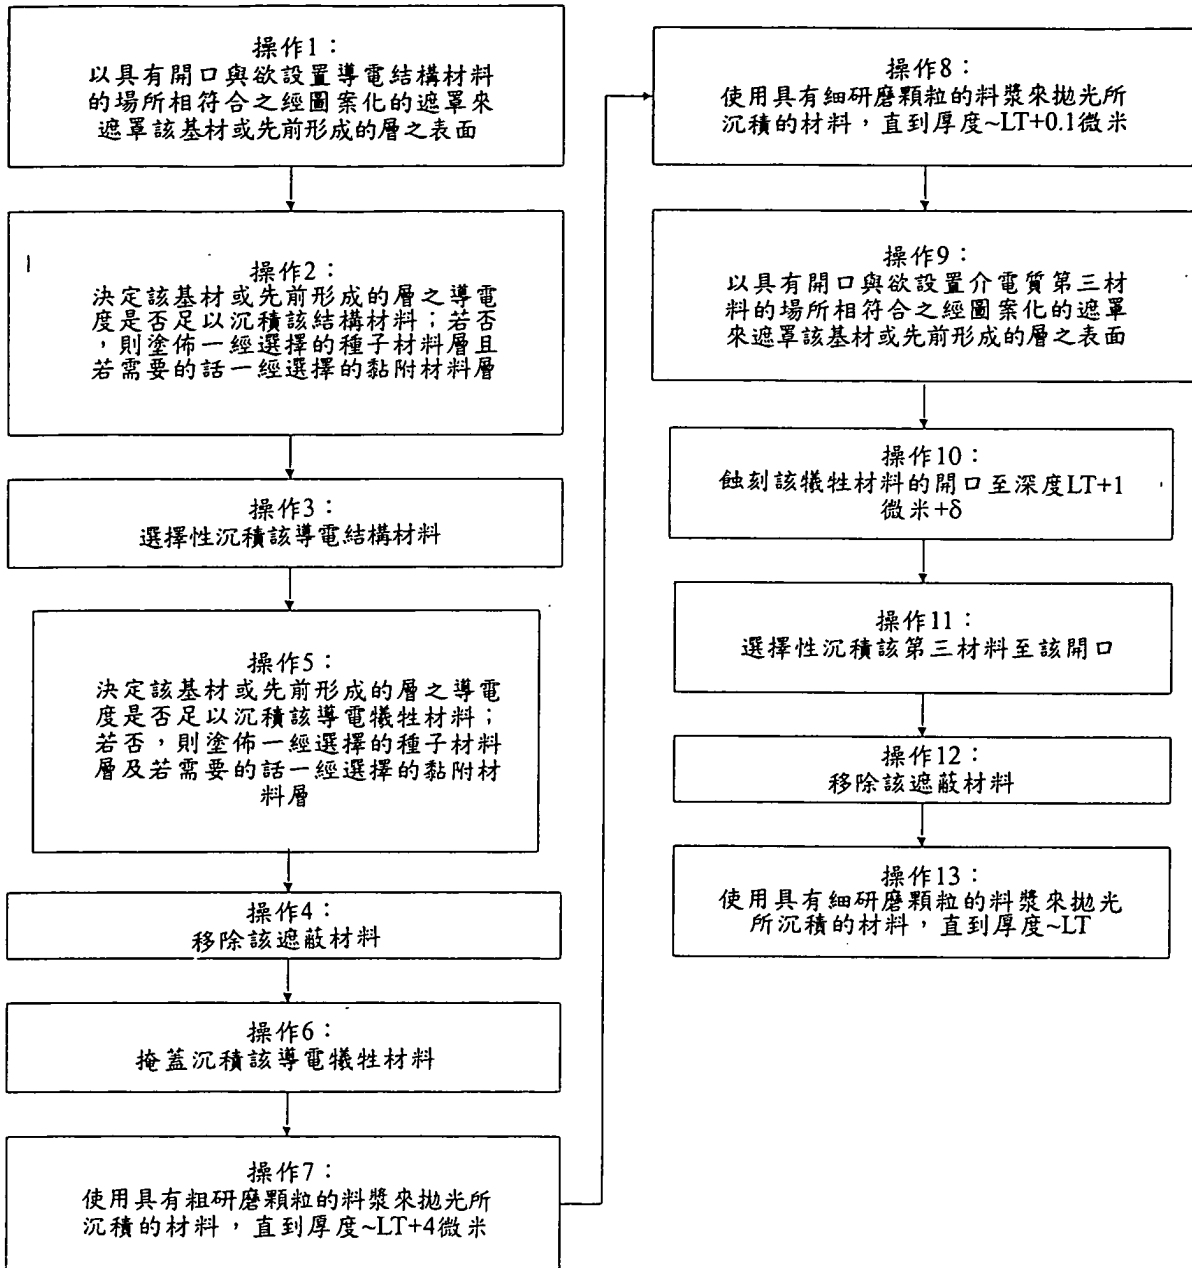 操作1：
以具有開口與欲設置導電結構材料
的場所相符合之經圖案化的遮罩來
遮罩該基材或先前形成的層之表面
操作2：
決定該基材或先前形成的層之導電
度是否足以沉積該結構材料；若否
，則塗佈一經選擇的種子材料層且
若需要的話一經選擇的黏附材料層
操作3：
選擇性沉積該導電結構材料
操作5：
決定該基材或先前形成的層之導電
度是否足以沉積該導電犧牲材料；
若否，則塗佈一經選擇的種子材料
層及若需要的話一經選擇的黏附材
料層
操作4：
移除該遮蔽材料
操作6：
掩蓋沉積該導電犧牲材料
操作7：
使用具有粗研磨顆粒的料漿來拋光所
沉積的材料，直到厚度~LT+4微米
操作8：
使用具有細研磨顆粒的料漿來拋光所
沉積的材料，直到厚度~LT+0.1微米
操作9：
以具有開口與欲設置介電質第三材
料的場所相符合之經圖案化的遮罩
來遮罩該基材或先前形成的層之表面
操作10：
蝕刻該犧牲材料的開口至深度LT+1
微米+δ
操作11：
選擇性沉積該第三材料至該開口
操作12：
移除該遮蔽材料
操作13：
使用具有細研磨顆粒的料漿來拋光
所沉積的材料，直到厚度~LT